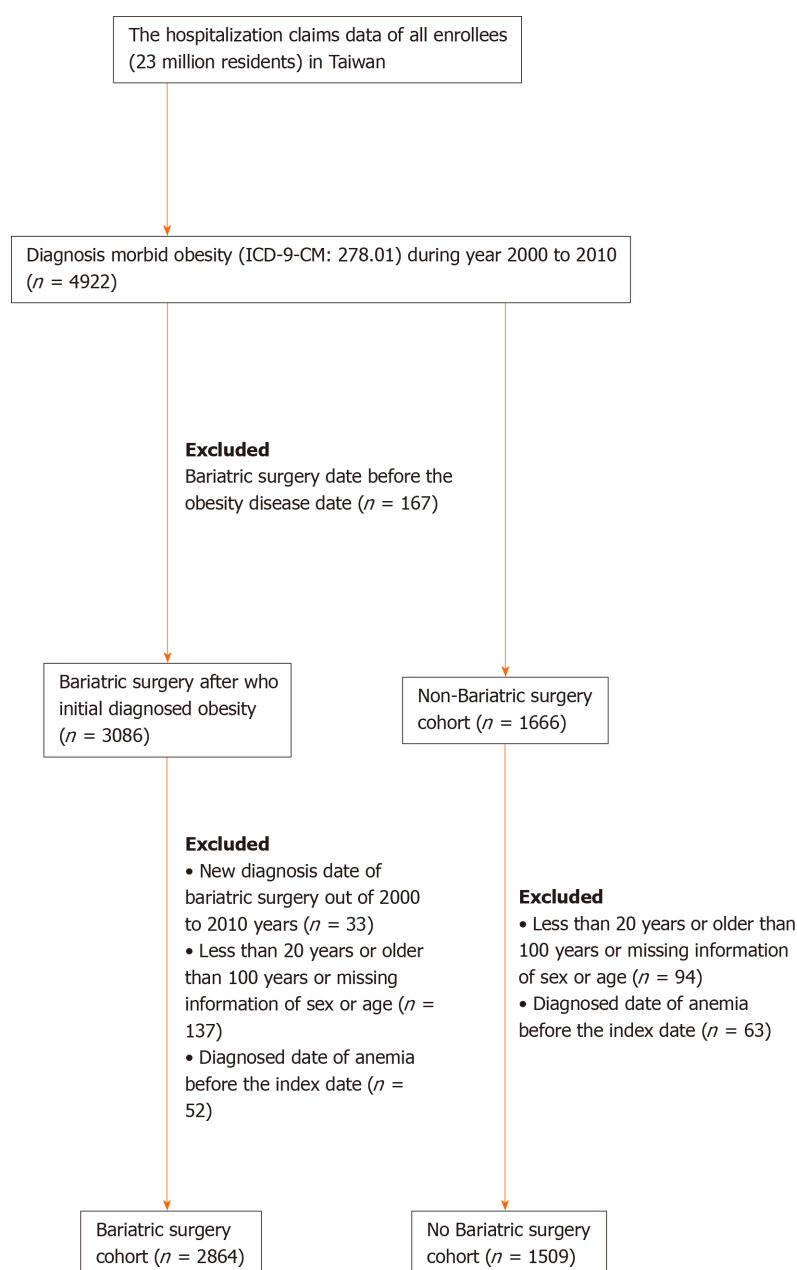 The hospitalization claims data of all enrollees
(23 million residents) in Taiwan
Diagnosis morbid obesity (ICD-9-CM: 278.01) during year 2000 to 2010
(n = 4922)
Excluded
Bariatric surgery date before the
obesity disease date (n = 167)
Bariatric surgery after who
initial diagnosed obesity
(n = 3086)
Non-Bariatric surgery
cohort (n = 1666)
Excluded
• New diagnosis date of
bariatric surgery out of 2000
to 2010 years (n = 33)
• Less than 20 years or older
than 100 years or missing
information of sex or age (n =
137)
• Diagnosed date of anemia
before the index date (n =
52)
Excluded
• Less than 20 years or older than
100 years or missing information
of sex or age (n = 94)
• Diagnosed date of anemia
before the index date (n = 63)
Bariatric surgery
cohort (n = 2864)
No Bariatric surgery
cohort (n = 1509)